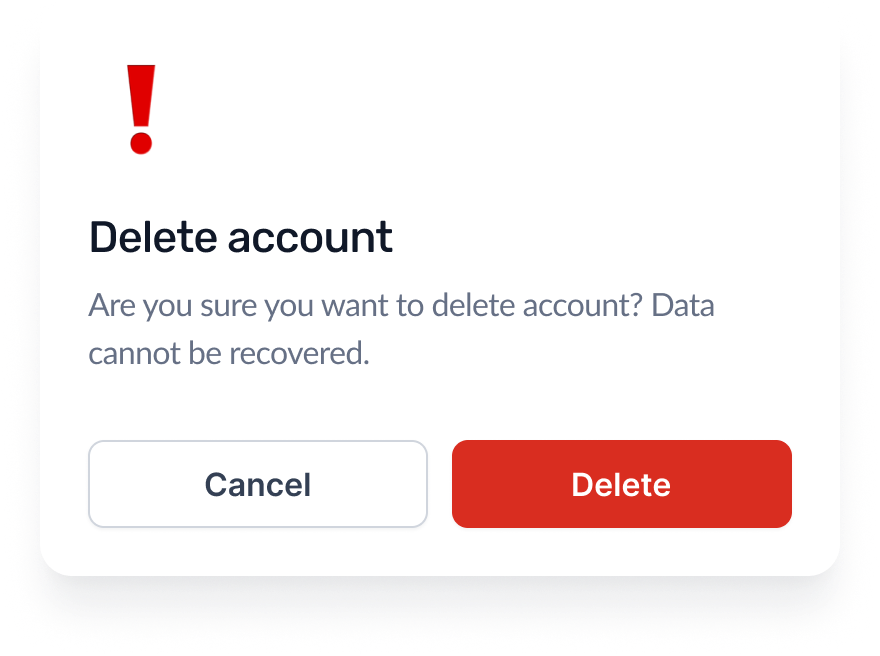 !
Delete account
Are you sure you want to delete account? Data
cannot be recovered.
Cancel
Delete